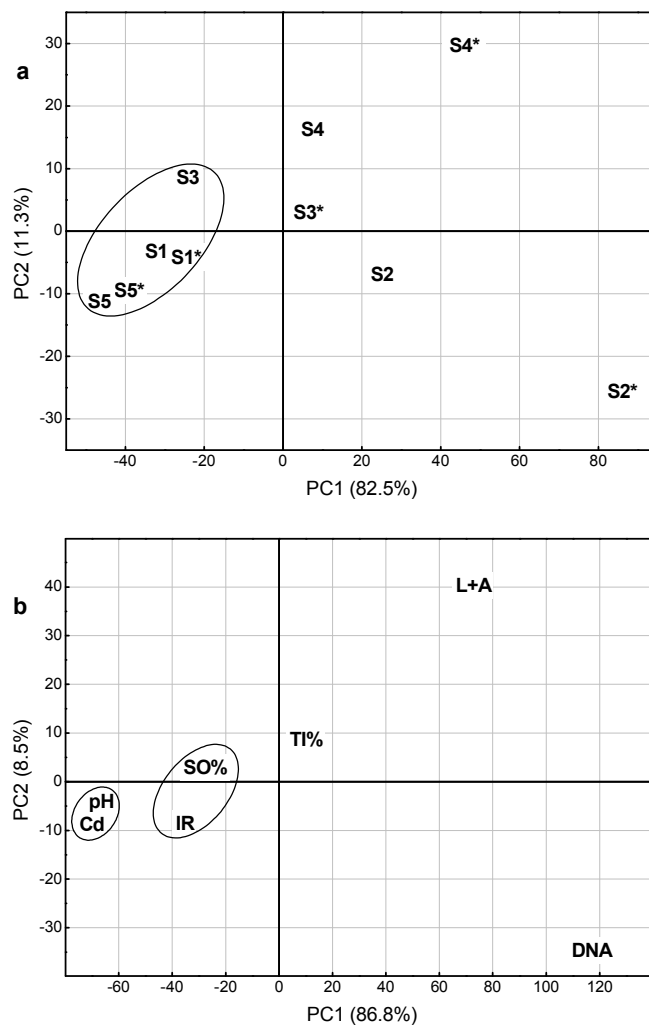 a
30
20
10
0
-10
-20
-30
PC2 (11.3%)
S4*
S4
S3
S3*
S1
S1*
S2
S5*
S5
S2*
-40
-20
0
20
40
60
80
PC1 (82.5%)
b
40
30
20
10
0
-10
-20
-30
PC2 (8.5%)
L+A
TI%
SO%
pH
Cd
IR
DNA
-60
-40
-20
0
20
40
60
80
100
120
PC1 (86.8%)